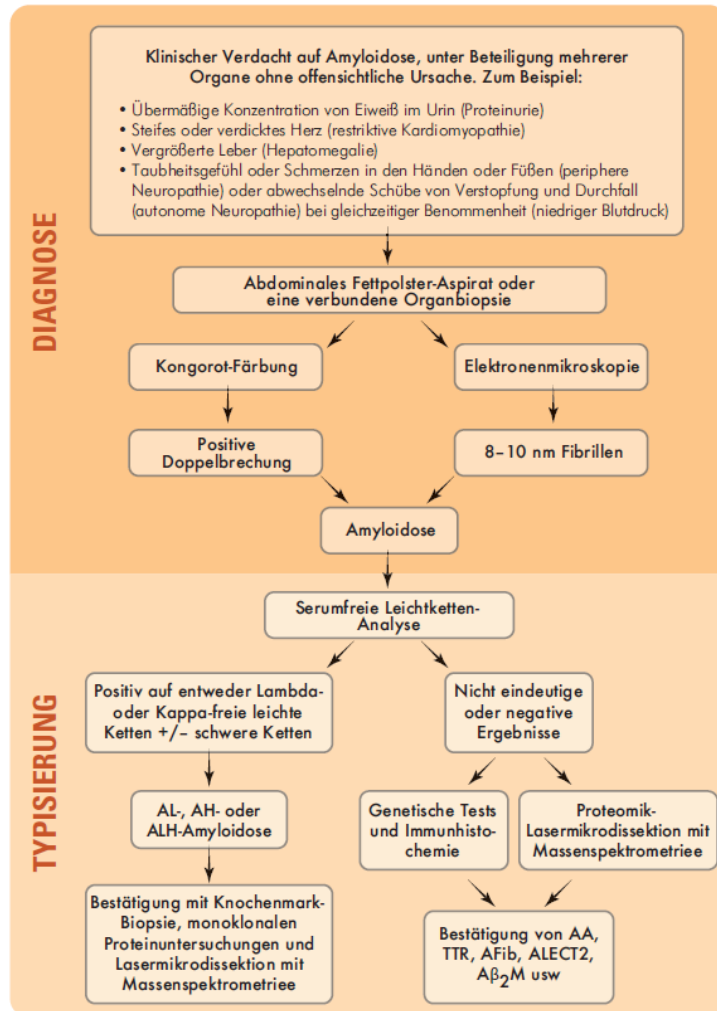 DIAGNOSE
Klinischer Verdacht auf Amyloidose, unter Beteiligung mehrerer
Organe ohne offensichtliche Ursache. Zum Beispiel:
• Übermäßige Konzentration von Eiweiß im Urin (Proteinurie)
• Steifes oder verdicktes Herz (restriktive Kardiomyopathie)
• Vergrößerte Leber (Hepatomegalie)
• Taubheitsgefühl oder Schmerzen in den Händen oder Füßen (periphere
Neuropathie) oder abwechselnde Schübe von Verstopfung und Durchfall
(autonome Neuropathie) bei gleichzeitiger Benommenheit (niedriger Blutdruck)
Abdominales Fettpolster-Aspirat oder
eine verbundene Organbiopsie
Kongorot-Färbung
Elektronenmikroskopie
Positive
Doppelbrechung
8–10 nm Fibrillen
Amyloidose
TYPISIERUNG
Serumfreie Leichtketten-
Analyse
Positiv auf entweder Lambda-
oder Kappa-freie leichte
Ketten +/– schwere Ketten
Nicht eindeutige
oder negative
Ergebnisse
AL-, AH- oder
ALH-Amyloidose
Genetische Tests
und Immunhisto-
chemie
Proteomik-
Lasermikrodissektion mit
Massenspektrometriee
Bestätigung mit Knochenmark-
Biopsie, monoklonalen
Proteinuntersuchungen und
Lasermikrodissektion mit
Massenspektrometriee
Bestätigung von AA,
TTR, AFib, ALECT2,
Aβ₂M usw